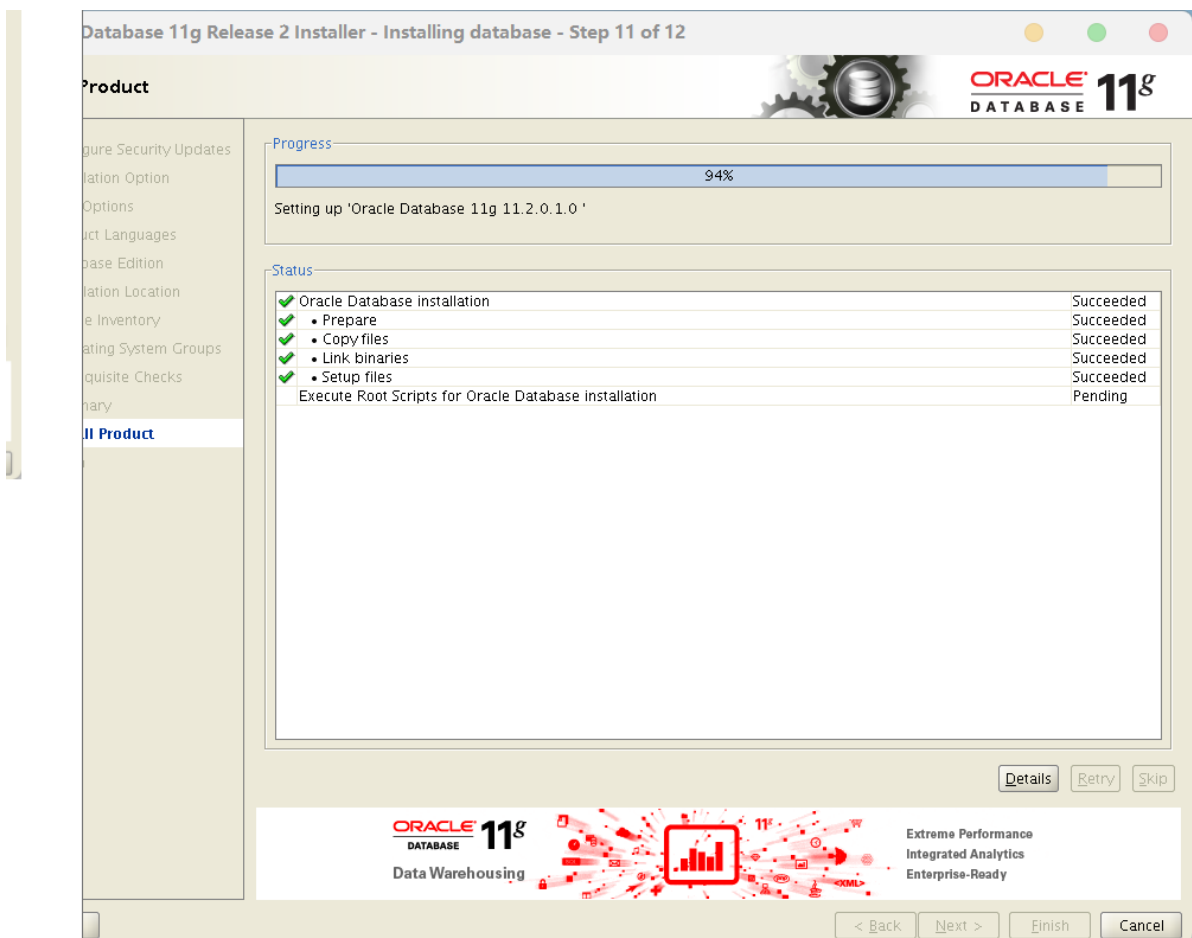 Database 11g Release 2 Installer - Installing database - Step 11 of 12
Product
ORACLE DATABASE 11g
gure Security Updates
lation Option
Options
uct Languages
base Edition
lation Location
e Inventory
ating System Groups
quisite Checks
nary
ll Product
Progress
94%
Setting up 'Oracle Database 11g 11.2.0.1.0 '
Status
Oracle Database installation Succeeded
• Prepare Succeeded
• Copy files Succeeded
• Link binaries Succeeded
• Setup files Succeeded
Execute Root Scripts for Oracle Database installation Pending
Details Retry Skip
ORACLE 11g
DATABASE
Data Warehousing
11g
<XML>
Extreme Performance
Integrated Analytics
Enterprise-Ready
< Back Next > Finish Cancel